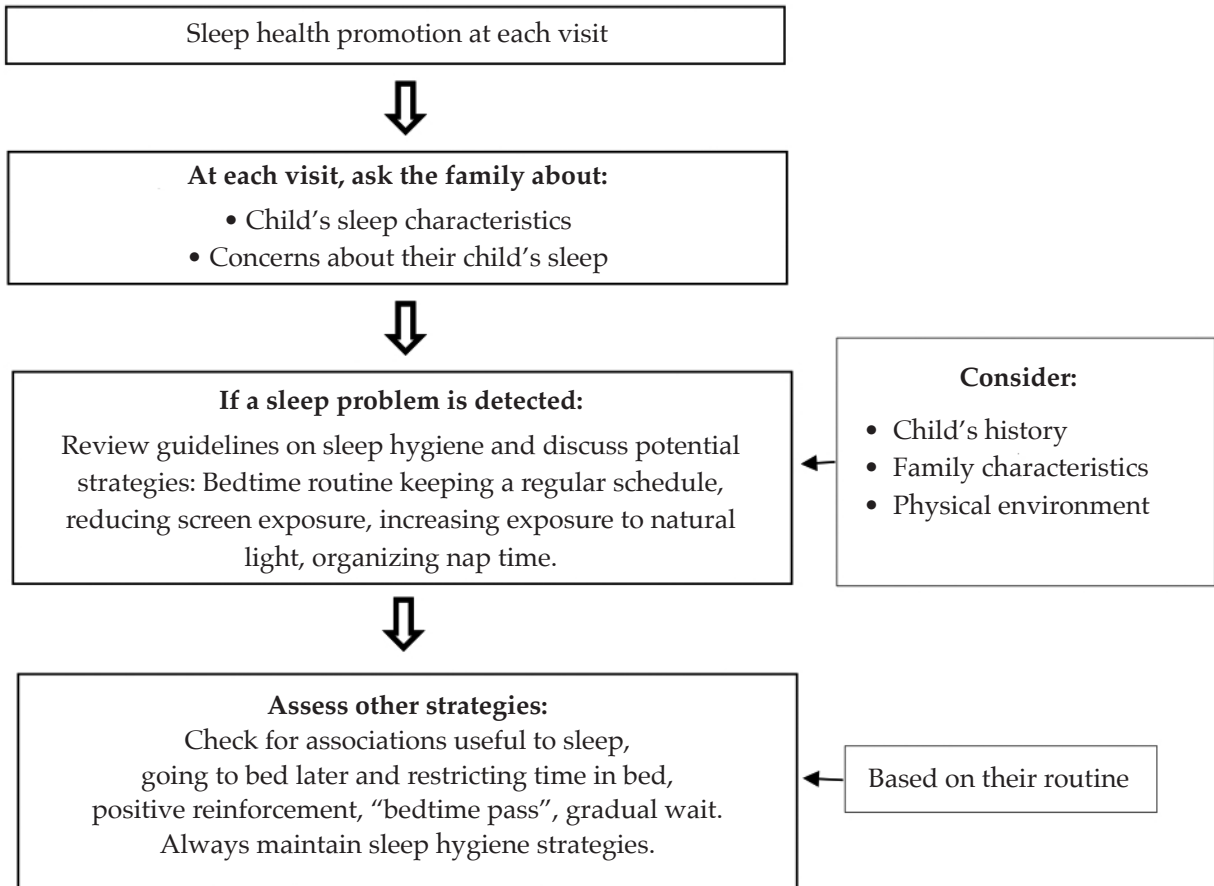 Sleep health promotion at each visit
At each visit, ask the family about:
• Child’s sleep characteristics
• Concerns about their child’s sleep
If a sleep problem is detected:
Review guidelines on sleep hygiene and discuss potential
strategies: Bedtime routine keeping a regular schedule,
reducing screen exposure, increasing exposure to natural
light, organizing nap time.
Consider:
• Child’s history
• Family characteristics
• Physical environment
Assess other strategies:
Check for associations useful to sleep,
going to bed later and restricting time in bed,
positive reinforcement, “bedtime pass”, gradual wait.
Always maintain sleep hygiene strategies.
Based on their routine